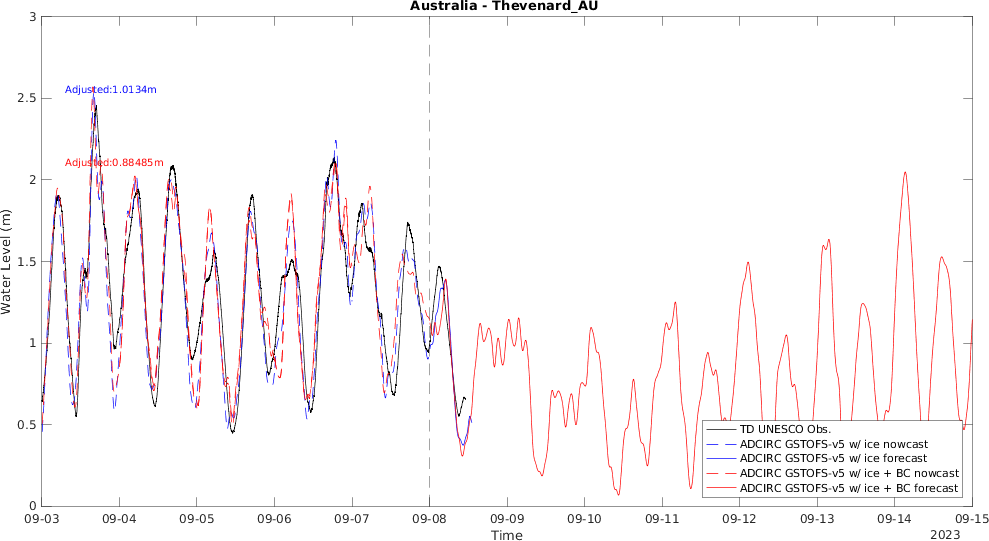 Australia - Thevenard_AU
Water Level (m)
3
2.5
2
1.5
1
0.5
0
Adjusted:1.0134m
Adjusted:0.88485m
TD UNESCO Obs.
ADCIRC GSTOFS-v5 w/ ice nowcast
ADCIRC GSTOFS-v5 w/ ice forecast
ADCIRC GSTOFS-v5 w/ ice + BC nowcast
ADCIRC GSTOFS-v5 w/ ice + BC forecast
09-03 09-04 09-05 09-06 09-07 09-08 09-09 09-10 09-11 09-12 09-13 09-14 09-15
Time
2023